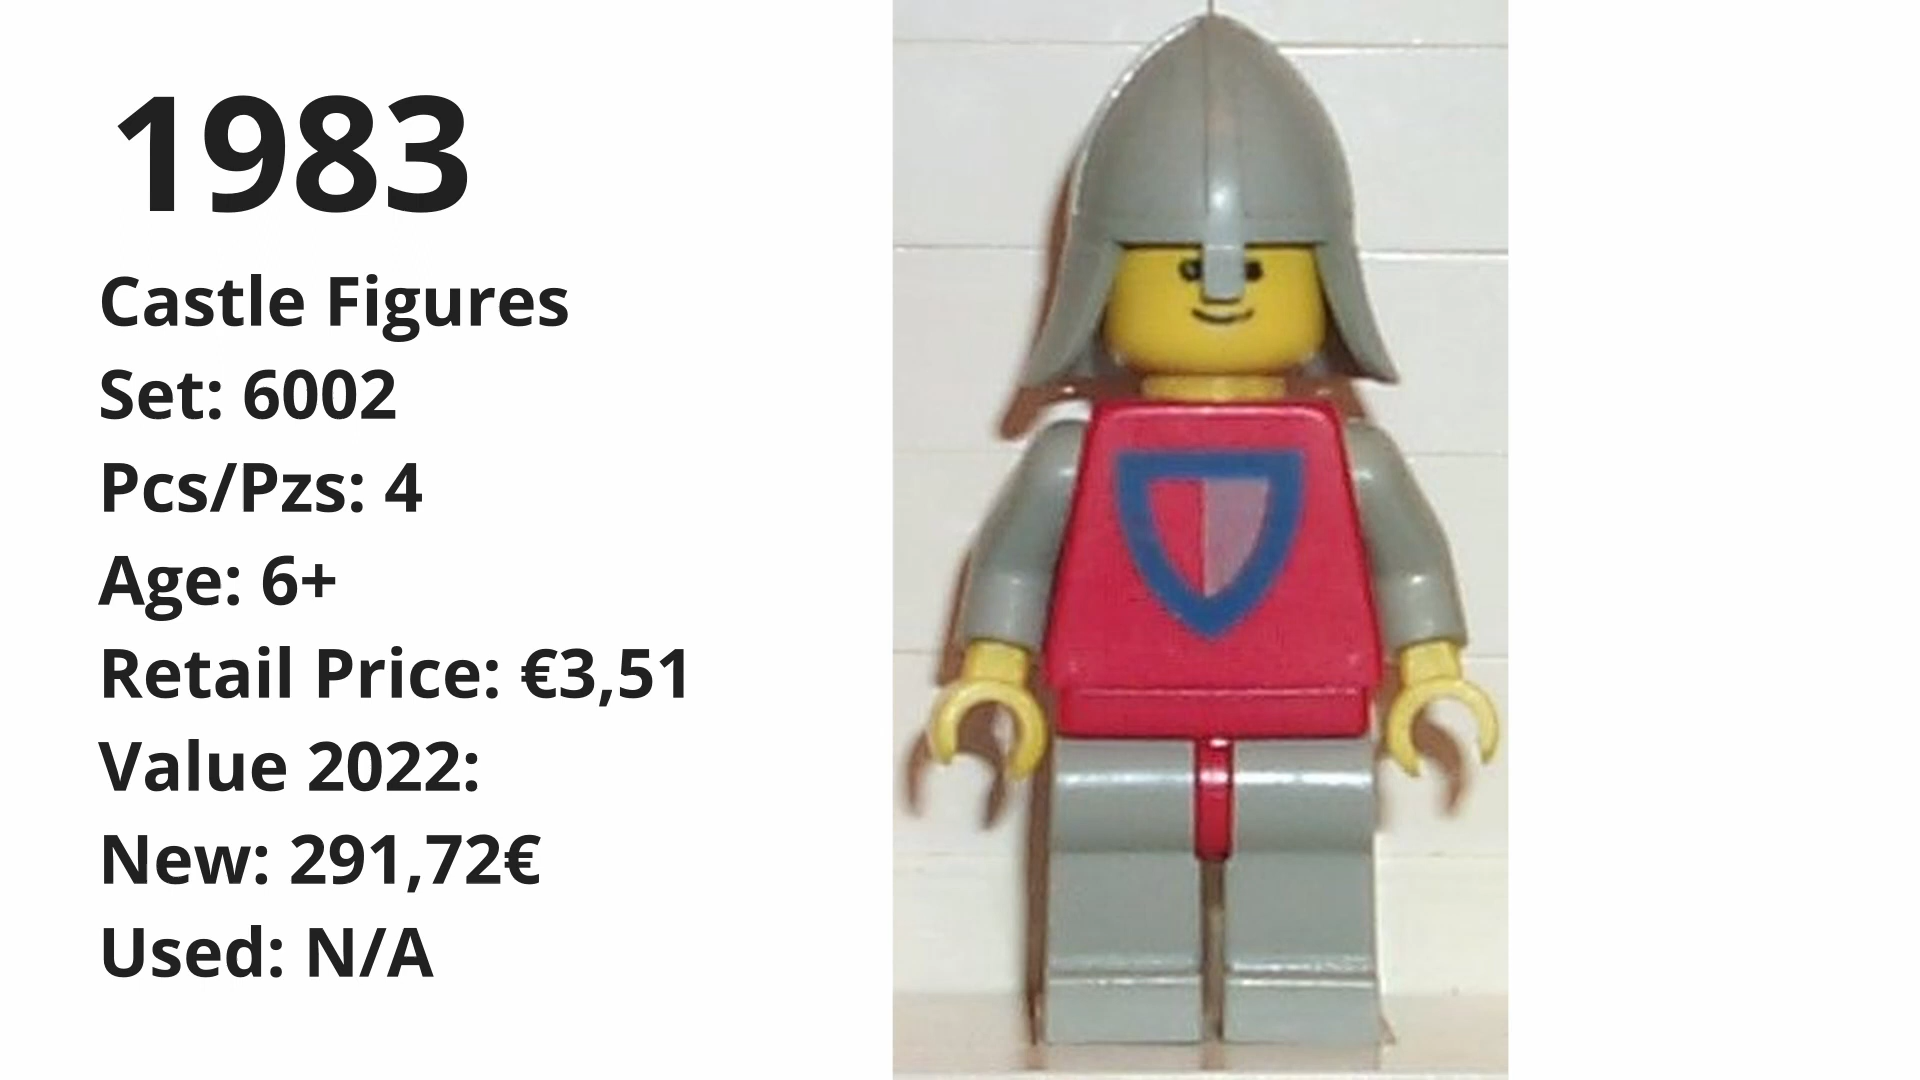 1983
Castle Figures
Set: 6002
Pcs/Pzs: 4
Age: 6+
Retail Price: €3,51
Value 2022:
New: 291,72€
Used: N/A